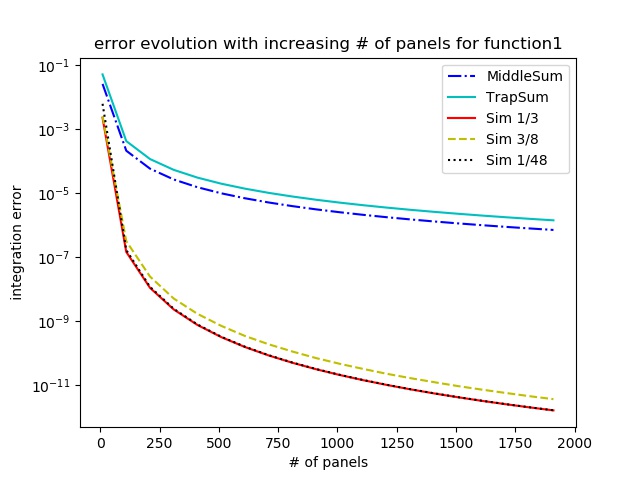 error evolution with increasing # of panels for function1
integration error
10⁻¹
10⁻³
10⁻⁵
10⁻⁷
10⁻⁹
10⁻¹¹
MiddleSum
TrapSum
Sim 1/3
Sim 3/8
Sim 1/48
0 250 500 750 1000 1250 1500 1750 2000
# of panels